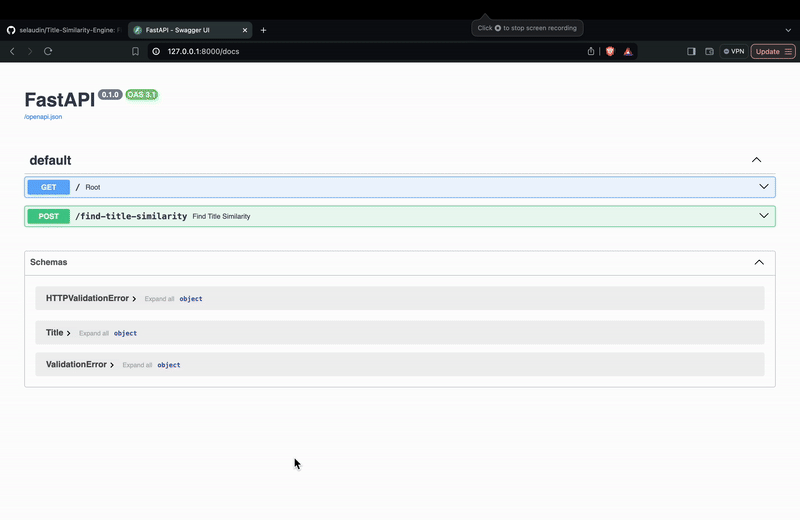 selaudin/Title-Similarity-Engine: F
FastAPI - Swagger UI
Click to stop screen recording
127.0.0.1:8000/docs
VPN
Update
FastAPI 0.1.0 OAS 3.1
/openapi.json
default
GET / Root
POST /find-title-similarity Find Title Similarity
Schemas
HTTPValidationError Expand all object
Title Expand all object
ValidationError Expand all object